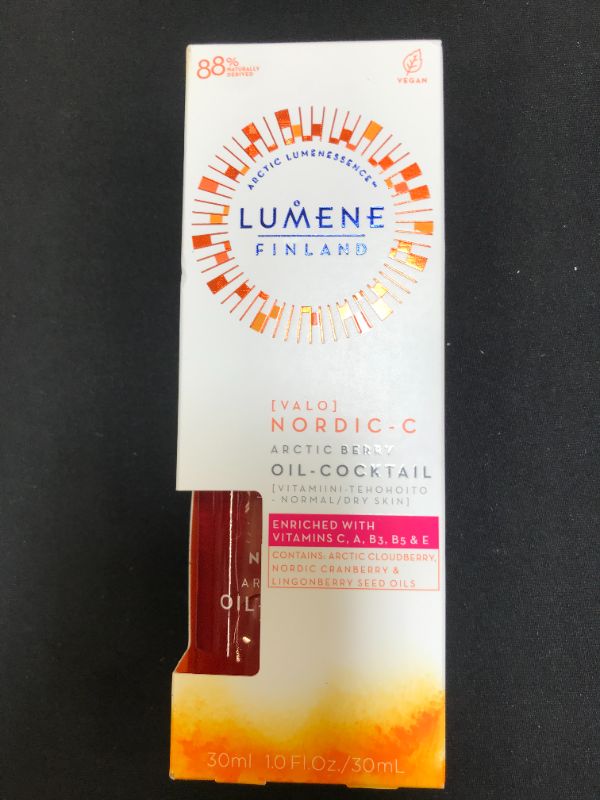 88%
NATURALLY
DERIVED
VEGAN
ARCTIC LUMENESSENCE™
LUMENE
FINLAND
[VALO]
NORDIC-C
ARCTIC BERRY
OIL-COCKTAIL
[VITAMIINI-TEHOHOITO
- NORMAL/DRY SKIN]
ENRICHED WITH
VITAMINS C, A, B3, B5 & E
CONTAINS: ARCTIC CLOUDBERRY,
NORDIC CRANBERRY &
LINGONBERRY SEED OILS
N
AR
OIL-
30ml 1.0 Fl.Oz./30mL